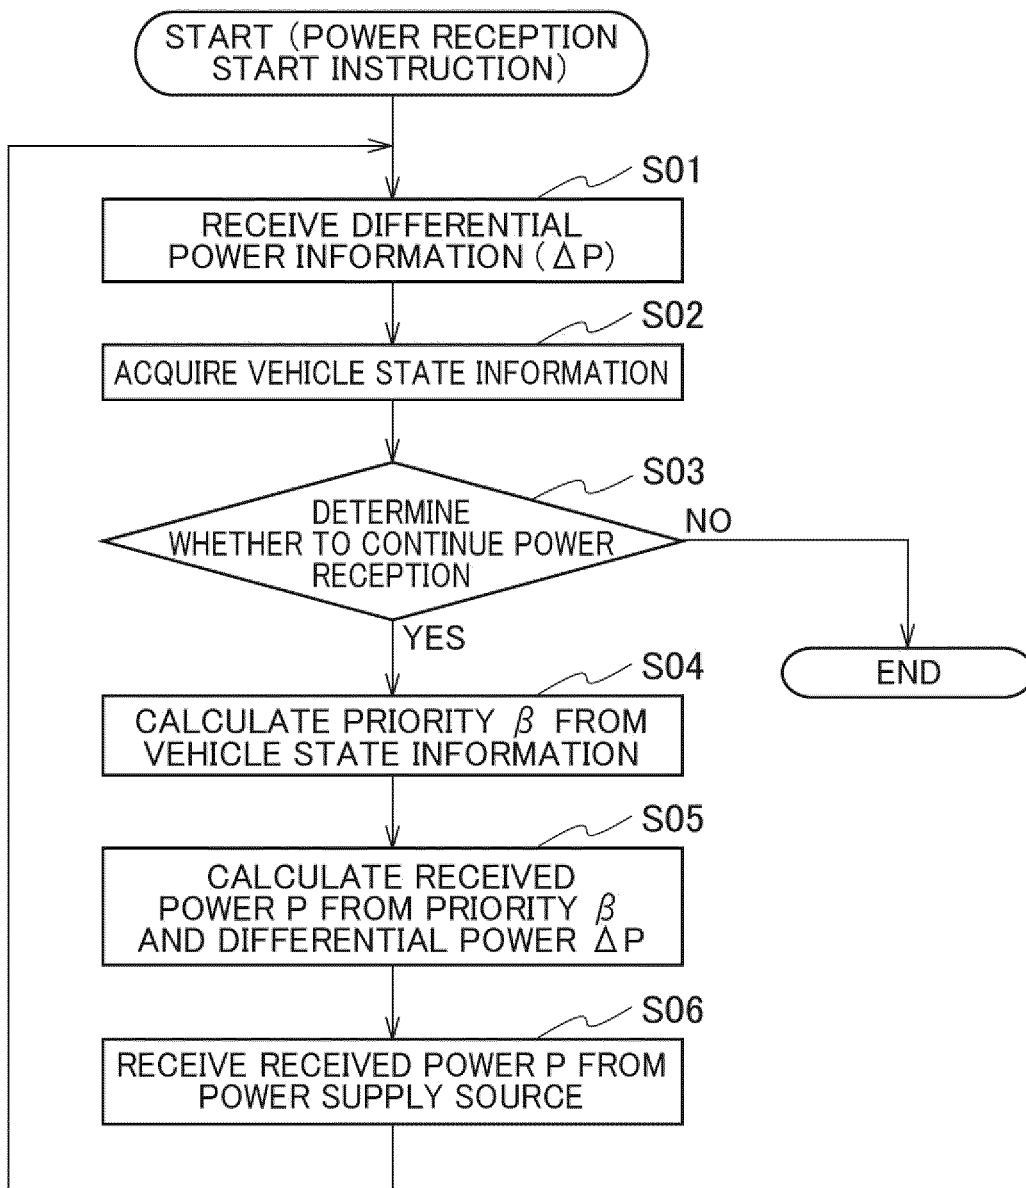 START (POWER RECEPTION
START INSTRUCTION)
S01
RECEIVE DIFFERENTIAL
POWER INFORMATION (ΔP)
S02
ACQUIRE VEHICLE STATE INFORMATION
S03
DETERMINE
WHETHER TO CONTINUE POWER
RECEPTION
NO
YES
END
S04
CALCULATE PRIORITY β FROM
VEHICLE STATE INFORMATION
S05
CALCULATE RECEIVED
POWER P FROM PRIORITY β
AND DIFFERENTIAL POWER ΔP
S06
RECEIVE RECEIVED POWER P FROM
POWER SUPPLY SOURCE